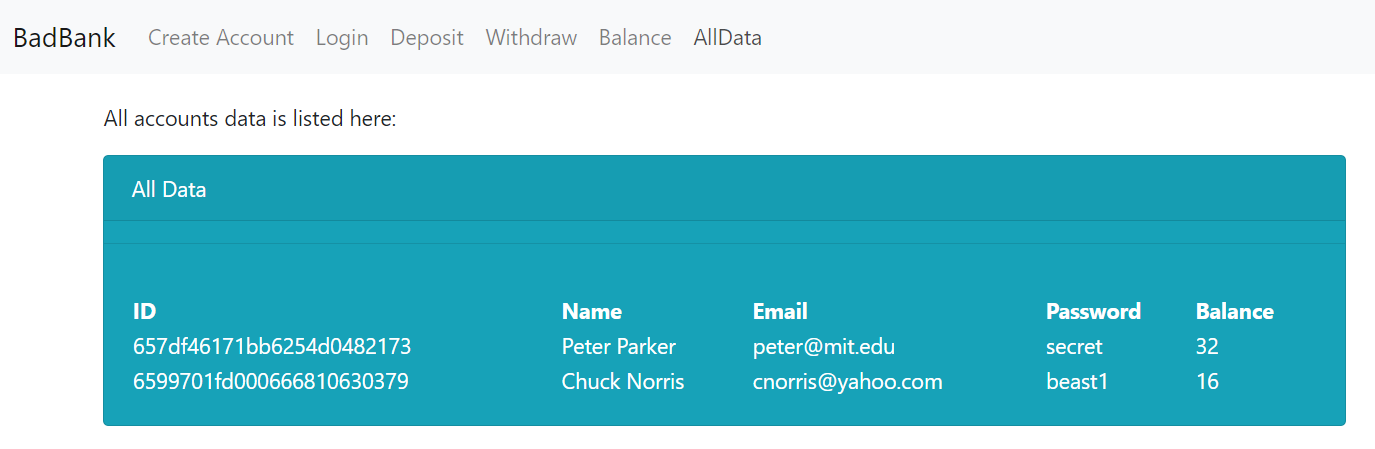 BadBank Create Account Login Deposit Withdraw Balance AllData
All accounts data is listed here:
All Data
ID Name Email Password Balance
657df46171bb6254d0482173 Peter Parker peter@mit.edu secret 32
6599701fd000666810630379 Chuck Norris cnorris@yahoo.com beast1 16